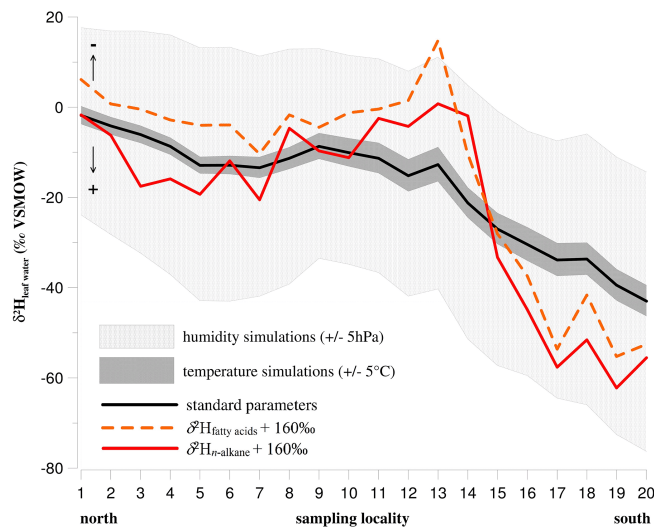 20
0
-20
-40
-60
-80
δ²H leaf water (‰ VSMOW)
-
+
humidity simulations (+/- 5hPa)
temperature simulations (+/- 5°C)
standard parameters
δ²H fatty acids + 160‰
δ²H n-alkane + 160‰
1 2 3 4 5 6 7 8 9 10 11 12 13 14 15 16 17 18 19 20
north sampling locality south